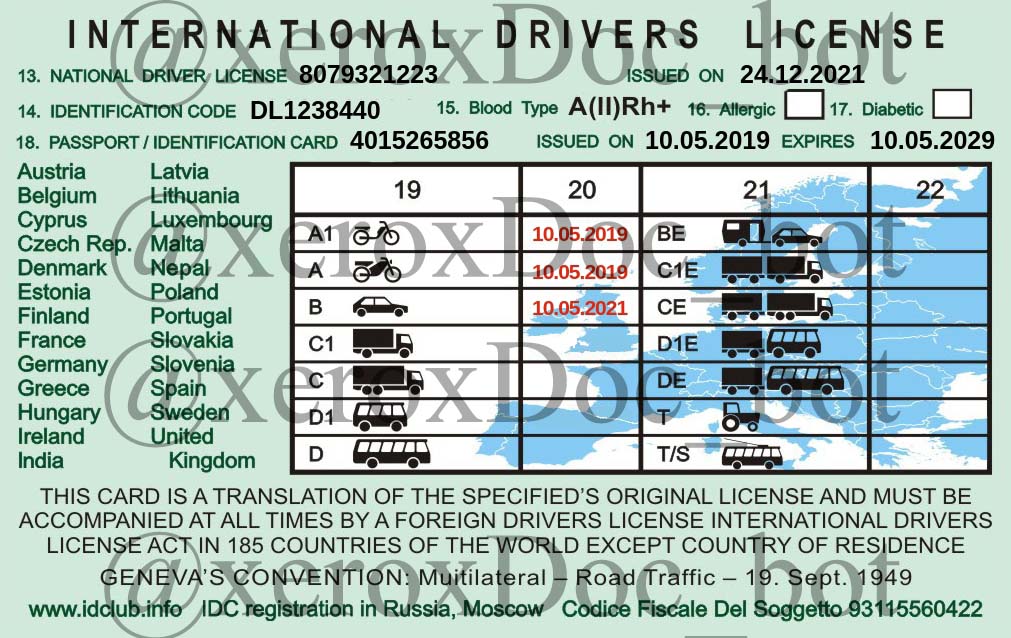 INTERNATIONAL DRIVERS LICENSE
13. NATIONAL DRIVER LICENSE 8079321223 ISSUED ON 24.12.2021
14. IDENTIFICATION CODE DL1238440 15. Blood Type A(II)Rh+ 16. Allergic 17. Diabetic
18. PASSPORT / IDENTIFICATION CARD 4015265856 ISSUED ON 10.05.2019 EXPIRES 10.05.2029
Austria Latvia
Belgium Lithuania
Cyprus Luxembourg
Czech Rep. Malta
Denmark Nepal
Estonia Poland
Finland Portugal
France Slovakia
Germany Slovenia
Greece Spain
Hungary Sweden
Ireland United
India Kingdom
19 20 21 22
A1 10.05.2019 BE
A 10.05.2019 C1E
B 10.05.2021 CE
C1 D1E
C DE
D1 T
D T/S
THIS CARD IS A TRANSLATION OF THE SPECIFIED'S ORIGINAL LICENSE AND MUST BE
ACCOMPANIED AT ALL TIMES BY A FOREIGN DRIVERS LICENSE INTERNATIONAL DRIVERS
LICENSE ACT IN 185 COUNTRIES OF THE WORLD EXCEPT COUNTRY OF RESIDENCE
GENEVA'S CONVENTION: Muitilateral – Road Traffic – 19. Sept. 1949
www.idclub.info IDC registration in Russia, Moscow Codice Fiscale Del Soggetto 93115560422
@xeroxDoc_bot
@xeroxDoc_bot
@xeroxDoc_bot
@xeroxDoc_bot